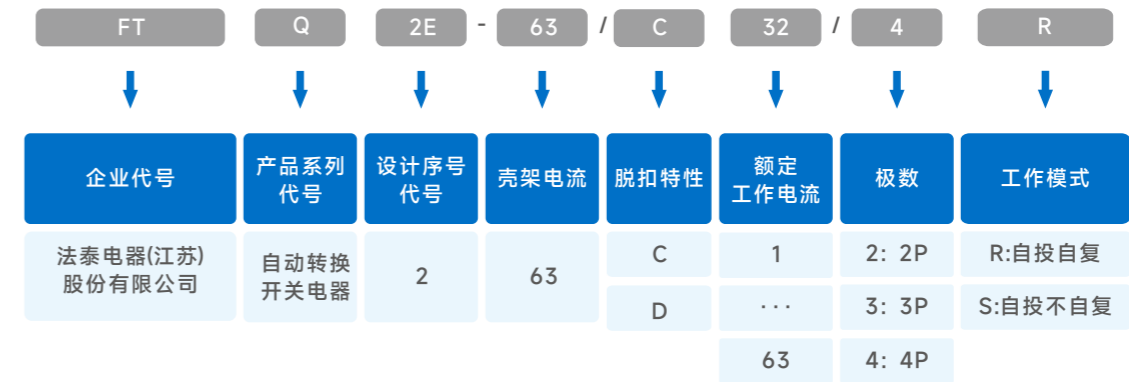 FT Q 2E - 63 / C 32 / 4 R
企业代号
产品系列
代号
设计序号
代号
壳架电流
脱扣特性
额定
工作电流
极数
工作模式
法泰电器(江苏)
股份有限公司
自动转换
开关电器
2
63
C
D
1
···
63
2: 2P
3: 3P
4: 4P
R:自投自复
S:自投不自复